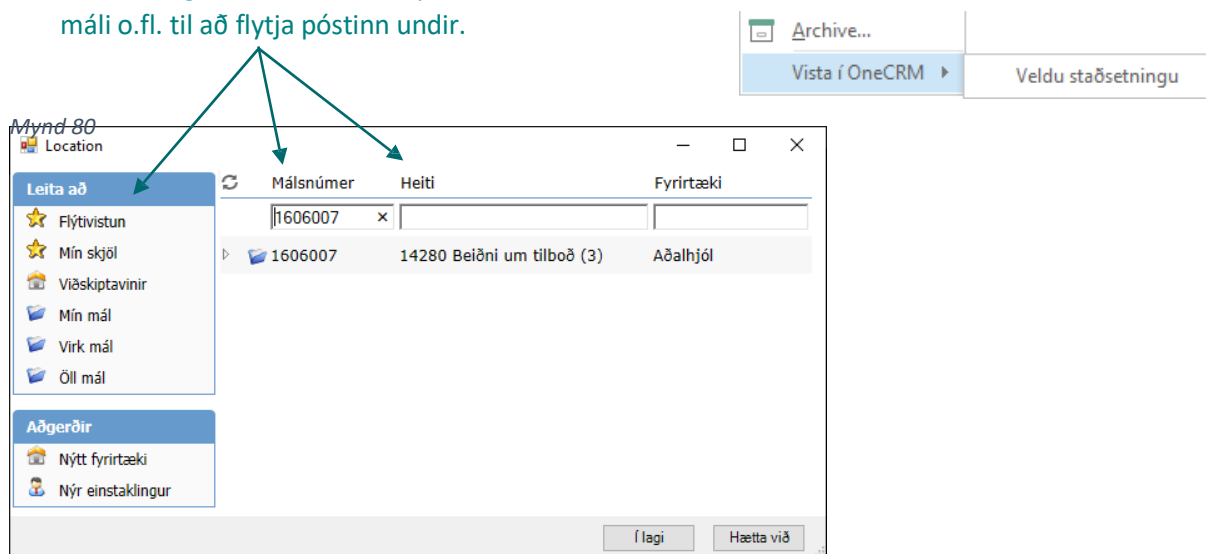 máli o.fl. til að flytja póstinn undir.
Archive...
Vista í OneCRM
Veldu staðsetningu
Mynd 80
Location
Leita að
Flýtivistun
Mín skjöl
Viðskiptavinir
Mín mál
Virk mál
Öll mál
Aðgerðir
Nýtt fyrirtæki
Nýr einstaklingur
Málsnúmer Heiti Fyrirtæki
1606007 ×
1606007 14280 Beiðni um tilboð (3) Aðalhjól
Í lagi Hætta við